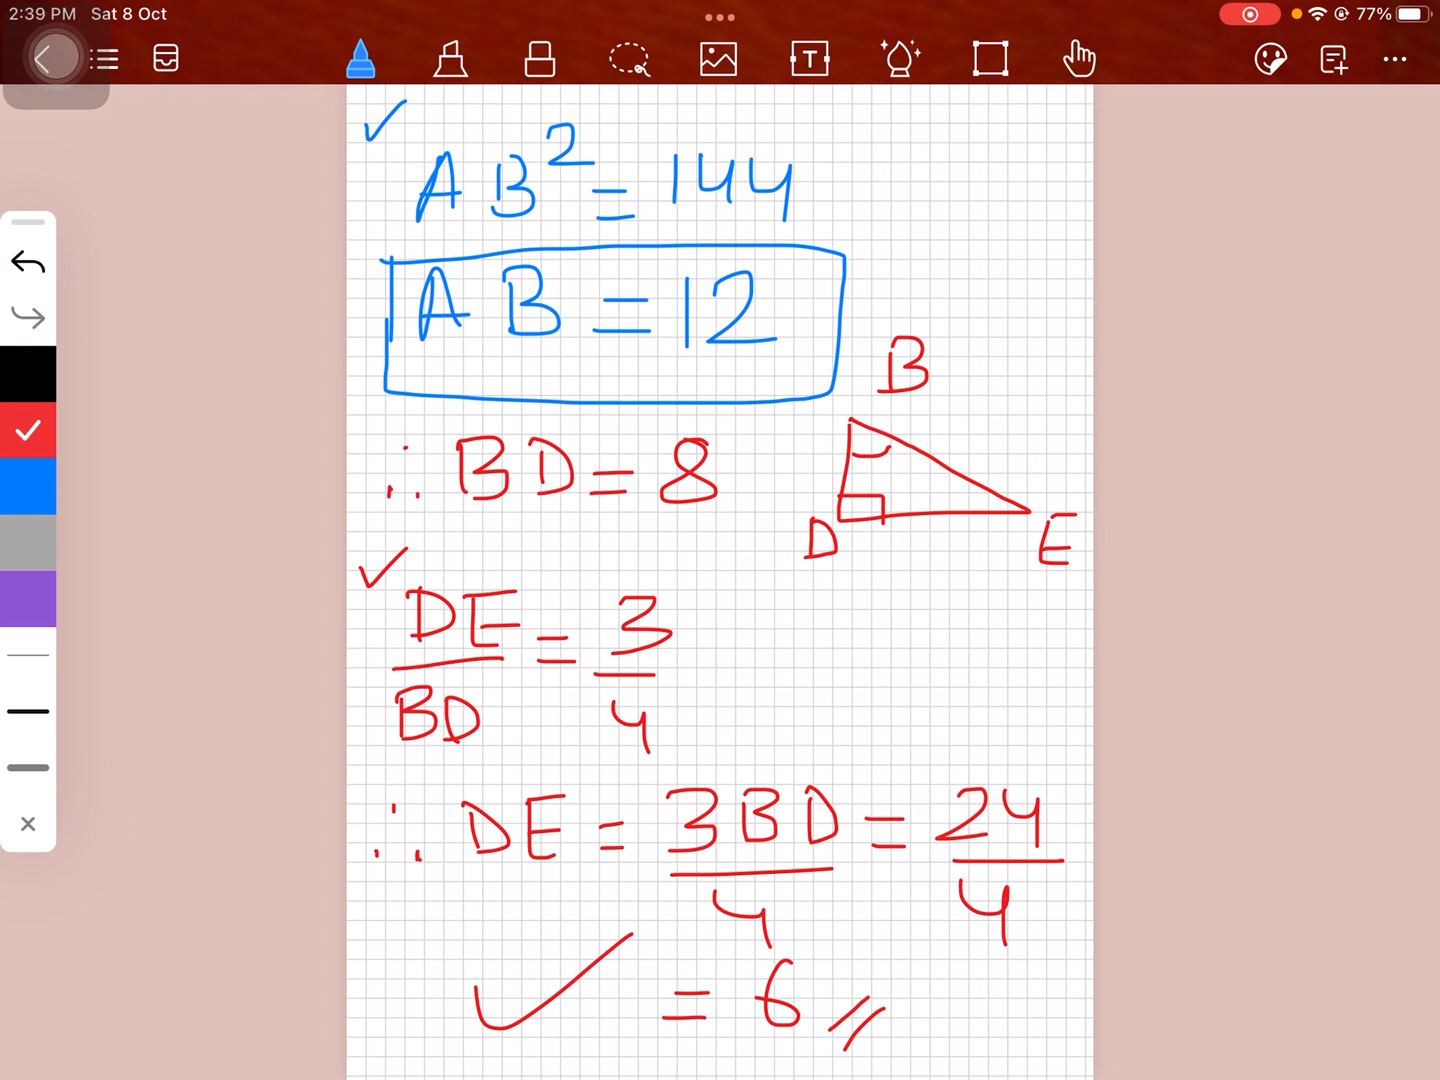 2:39 PM Sat 8 Oct
77%
T
AB² = 144
AB = 12
B
∴ BD = 8
D
E
DE/BD = 3/4
∴ DE = 3BD/4 = 24/4
= 6